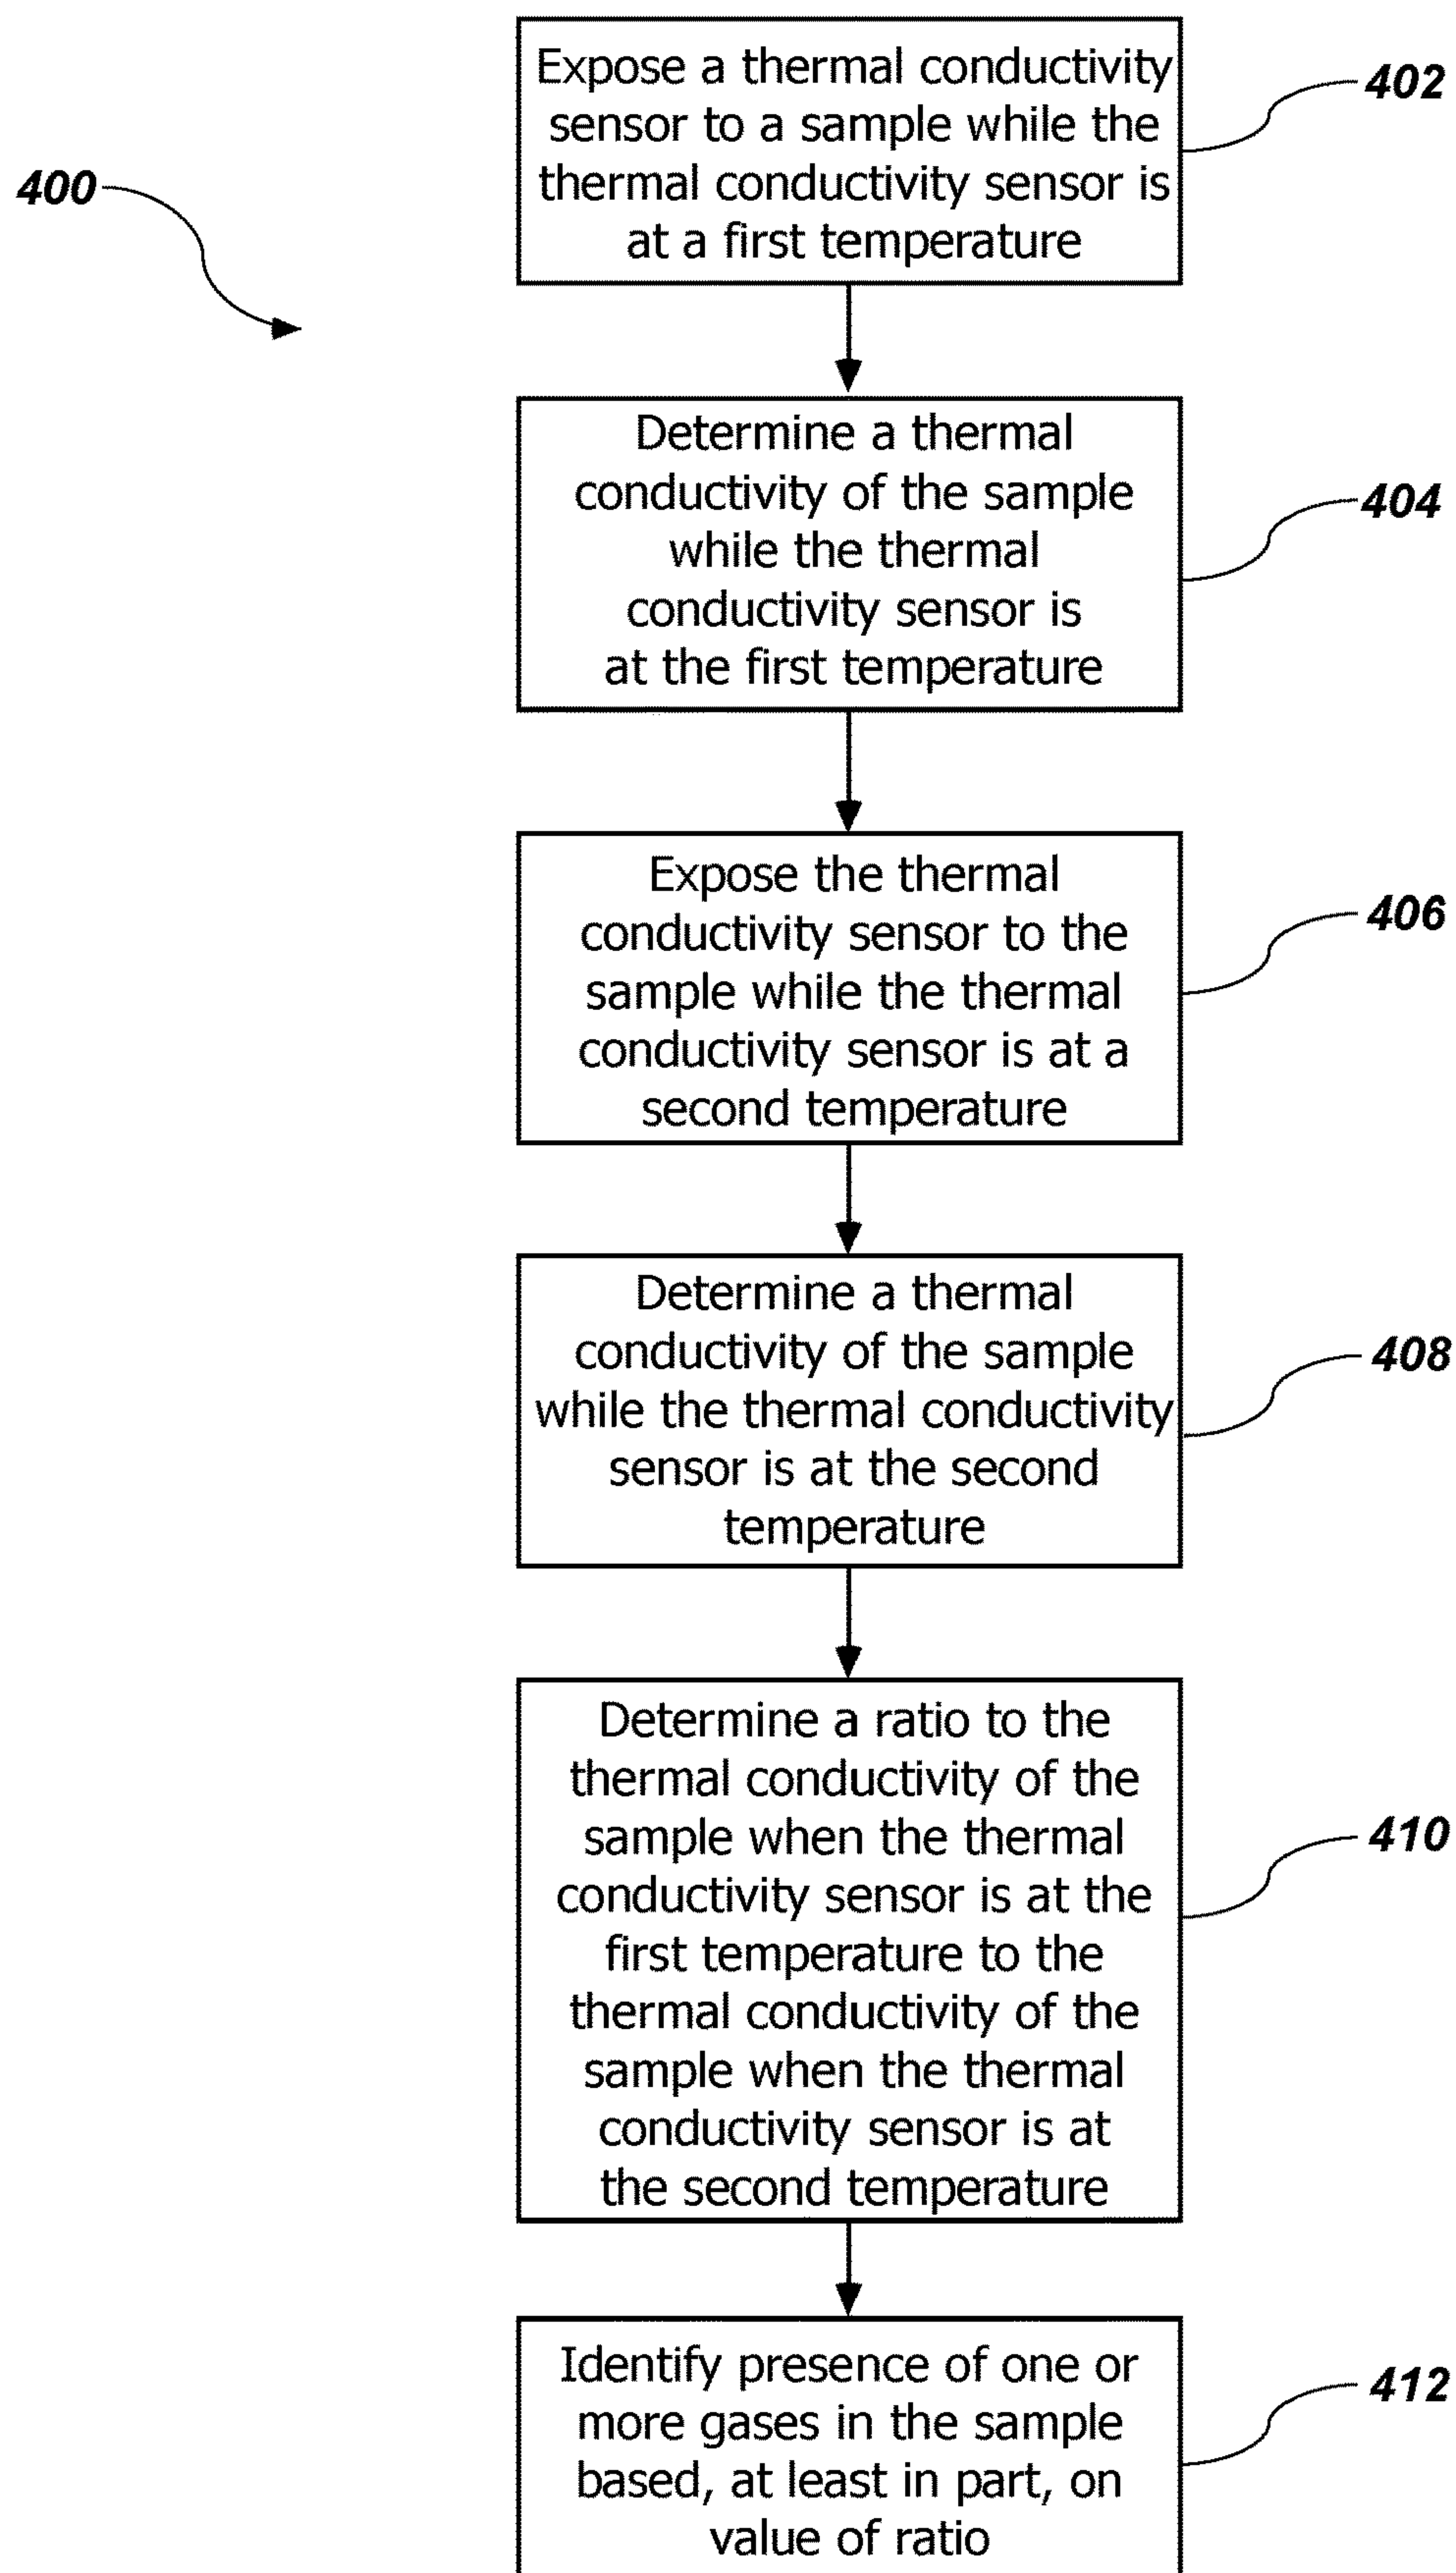 400
Expose a thermal conductivity
sensor to a sample while the
thermal conductivity sensor is
at a first temperature
402
Determine a thermal
conductivity of the sample
while the thermal
conductivity sensor is
at the first temperature
404
Expose the thermal
conductivity sensor to the
sample while the thermal
conductivity sensor is at a
second temperature
406
Determine a thermal
conductivity of the sample
while the thermal conductivity
sensor is at the second
temperature
408
Determine a ratio to the
thermal conductivity of the
sample when the thermal
conductivity sensor is at the
first temperature to the
thermal conductivity of the
sample when the thermal
conductivity sensor is at
the second temperature
410
Identify presence of one or
more gases in the sample
based, at least in part, on
value of ratio
412